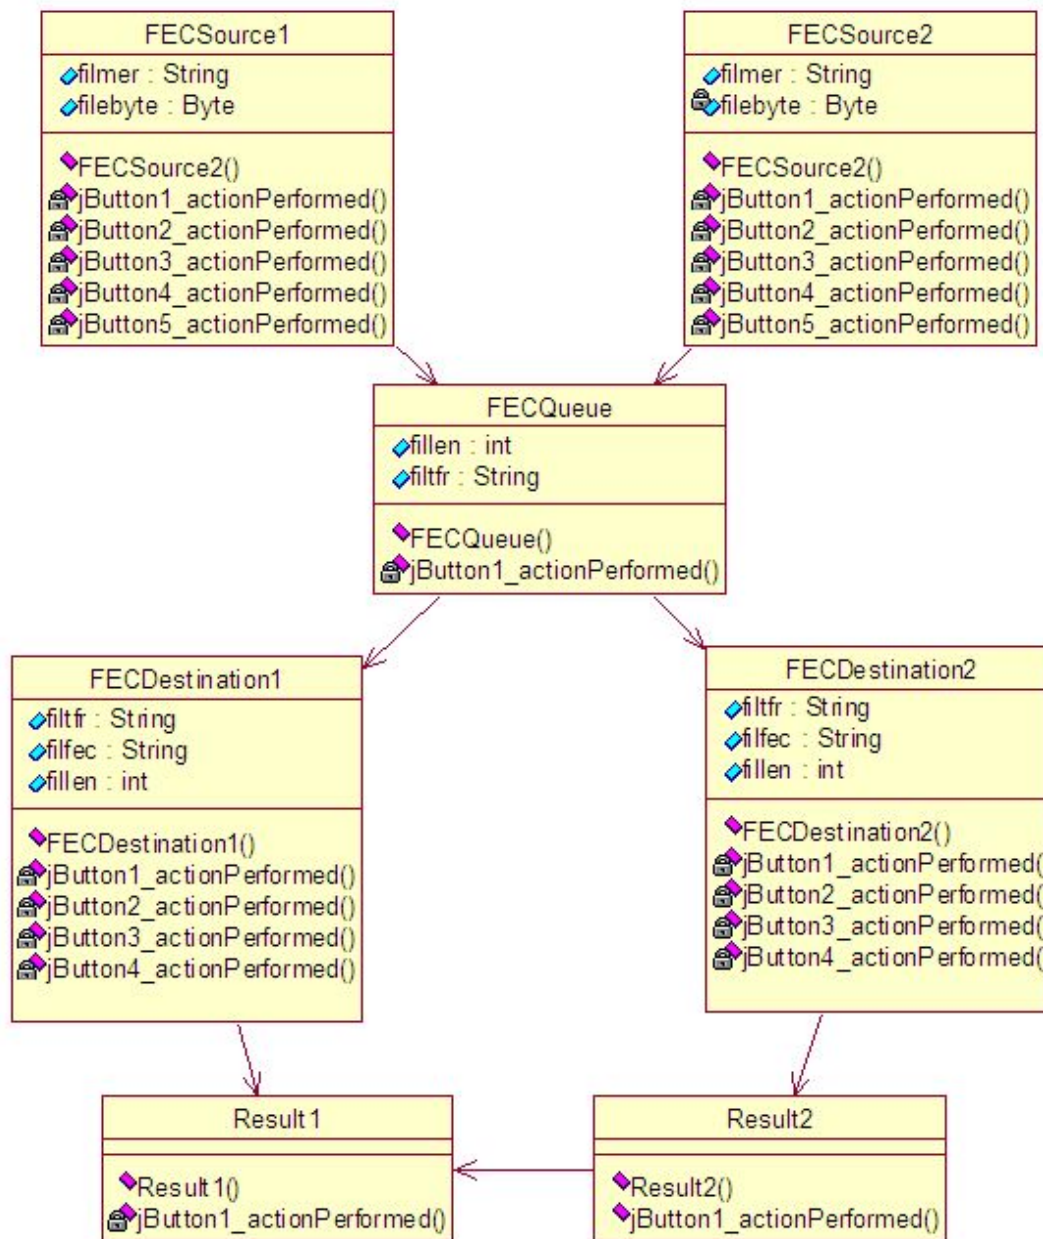 FECSource1
filmer : String
filebyte : Byte
FECSource2()
jButton1_actionPerformed()
jButton2_actionPerformed()
jButton3_actionPerformed()
jButton4_actionPerformed()
jButton5_actionPerformed()
FECSource2
filmer : String
filebyte : Byte
FECSource2()
jButton1_actionPerformed()
jButton2_actionPerformed()
jButton3_actionPerformed()
jButton4_actionPerformed()
jButton5_actionPerformed()
FECQueue
fillen : int
filtfr : String
FECQueue()
jButton1_actionPerformed()
FECDestination1
filtfr : String
filfec : String
fillen : int
FECDestination1()
jButton1_actionPerformed()
jButton2_actionPerformed()
jButton3_actionPerformed()
jButton4_actionPerformed()
FECDestination2
filtfr : String
filfec : String
fillen : int
FECDestination2()
jButton1_actionPerformed(
jButton2_actionPerformed(
jButton3_actionPerformed(
jButton4_actionPerformed(
Result1
Result1()
jButton1_actionPerformed()
Result2
Result2()
jButton1_actionPerformed()